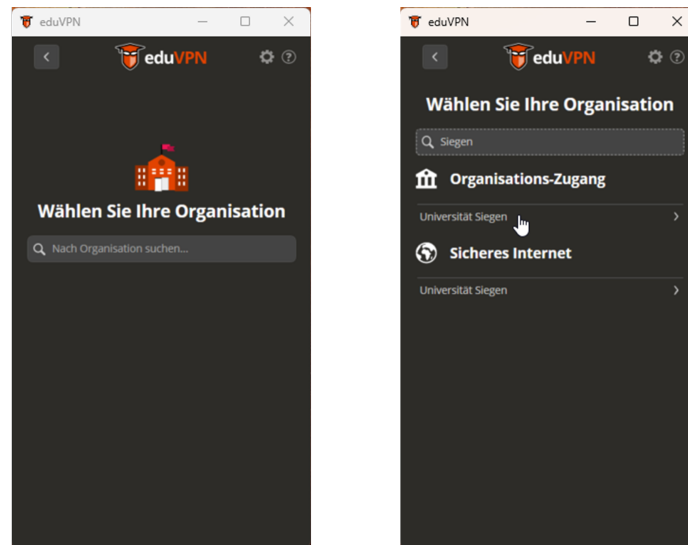 eduVPN
eduVPN
Wählen Sie Ihre Organisation
Nach Organisation suchen...
eduVPN
eduVPN
Wählen Sie Ihre Organisation
Siegen
Organisations-Zugang
Universität Siegen
Sicheres Internet
Universität Siegen